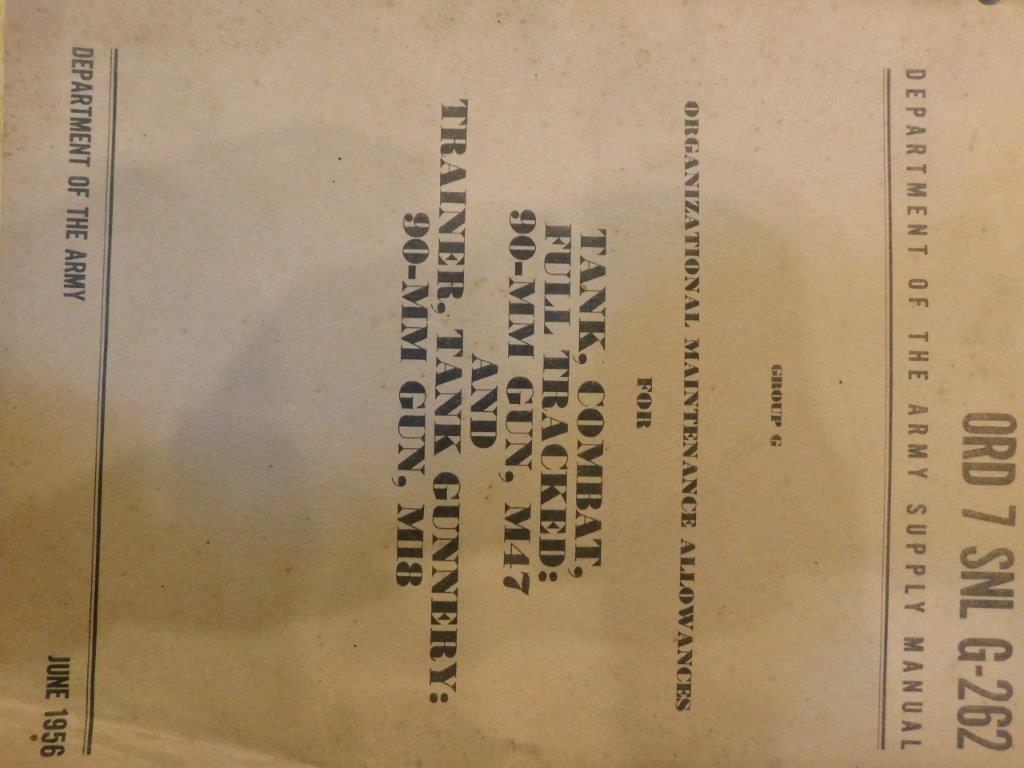 ORD 7 SNL G-262
DEPARTMENT OF THE ARMY SUPPLY MANUAL
GROUP G
ORGANIZATIONAL MAINTENANCE ALLOWANCES
FOR
TANK, COMBAT,
FULL TRACKED:
90-MM GUN, M47
AND
TRAINER, TANK GUNNERY:
90-MM GUN, M18
DEPARTMENT OF THE ARMY
JUNE 1956